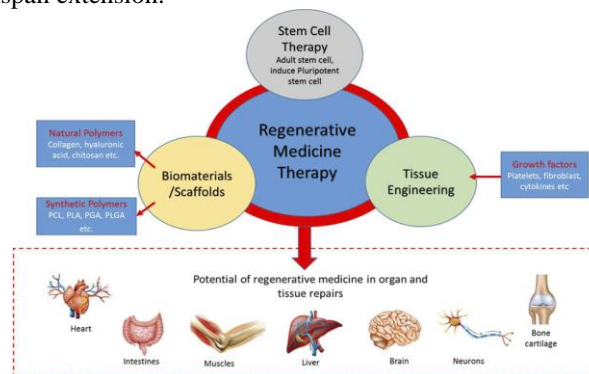 span extension.
Stem Cell
Therapy
Adult stem cell,
induce Pluripotent
stem cell
Natural Polymers
Collagen, hyaluronic
acid, chitosan etc.
Regenerative
Medicine
Therapy
Biomaterials
/Scaffolds
Tissue
Engineering
Growth factors
Platelets, fibroblast,
cytokines etc
Synthetic Polymers
PCL, PLA, PGA, PLGA
etc.
Potential of regenerative medicine in organ and
tissue repairs
Heart
Intestines
Muscles
Liver
Brain
Neurons
Bone
cartilage